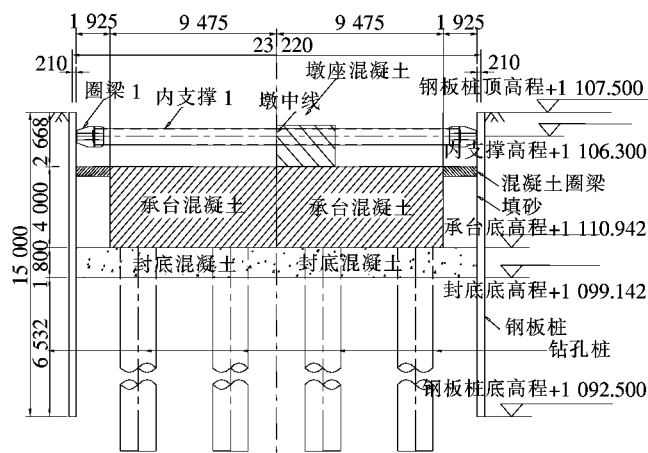 1 925
9 475
9 475
1 925
23 220
210
210
墩座混凝土
圈梁 1
内支撑 1
墩中线
钢板桩顶高程+1 107.500
2 668
内支撑高程+1 106.300
混凝土圈梁
填砂
4 000
承台混凝土
承台混凝土
承台底高程+1 110.942
15 000
1 800
封底混凝土
封底混凝土
封底底高程+1 099.142
钢板桩
6 532
钻孔桩
钢板桩底高程+1 092.500